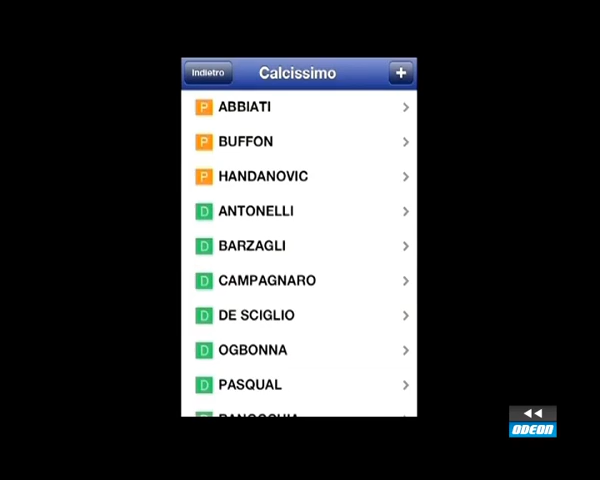 Indietro Calcissimo +
P ABBIATI
P BUFFON
P HANDANOVIC
D ANTONELLI
D BARZAGLI
D CAMPAGNARO
D DE SCIGLIO
D OGBONNA
D PASQUAL
ODEON